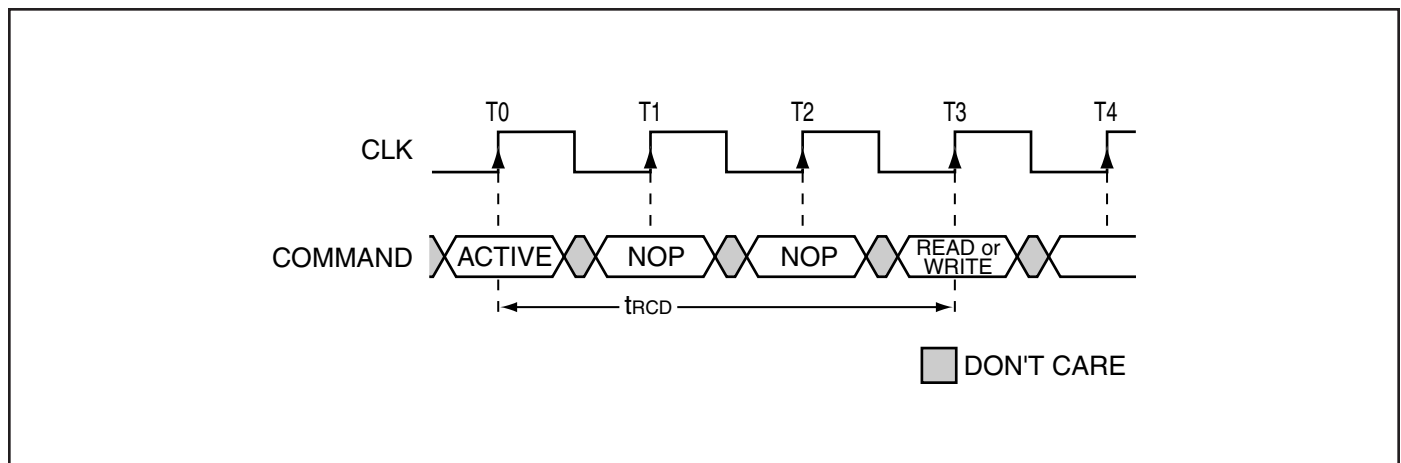 T0 T1 T2 T3 T4
CLK
COMMAND ACTIVE NOP NOP READ or
WRITE
tRCD
DON'T CARE